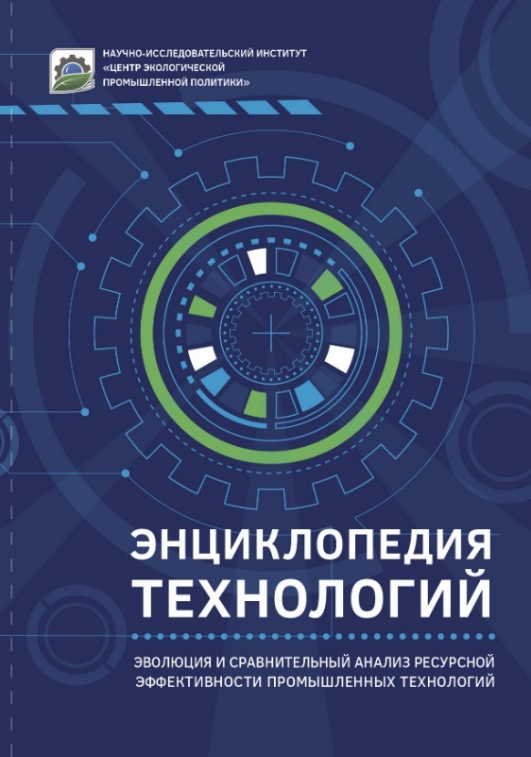 НАУЧНО-ИССЛЕДОВАТЕЛЬСКИЙ ИНСТИТУТ
«ЦЕНТР ЭКОЛОГИЧЕСКОЙ
ПРОМЫШЛЕННОЙ ПОЛИТИКИ»
ЭНЦИКЛОПЕДИЯ
ТЕХНОЛОГИЙ
ЭВОЛЮЦИЯ И СРАВНИТЕЛЬНЫЙ АНАЛИЗ РЕСУРСНОЙ
ЭФФЕКТИВНОСТИ ПРОМЫШЛЕННЫХ ТЕХНОЛОГИЙ